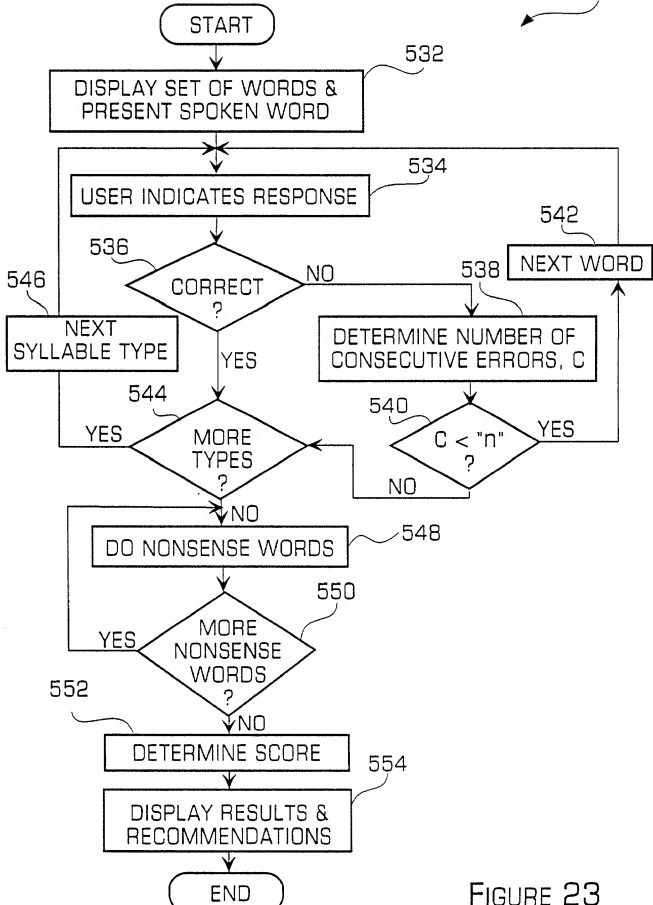 START
532
DISPLAY SET OF WORDS &
PRESENT SPOKEN WORD
534
USER INDICATES RESPONSE
542
NEXT WORD
536
CORRECT
?
NO
538
546
NEXT
SYLLABLE TYPE
DETERMINE NUMBER OF
CONSECUTIVE ERRORS, C
YES
544
540
YES
MORE
TYPES
?
C < "n"
?
YES
NO
NO
DO NONSENSE WORDS
548
550
YES
MORE
NONSENSE
WORDS
?
552
NO
DETERMINE SCORE
554
DISPLAY RESULTS &
RECOMMENDATIONS
END
FIGURE 23